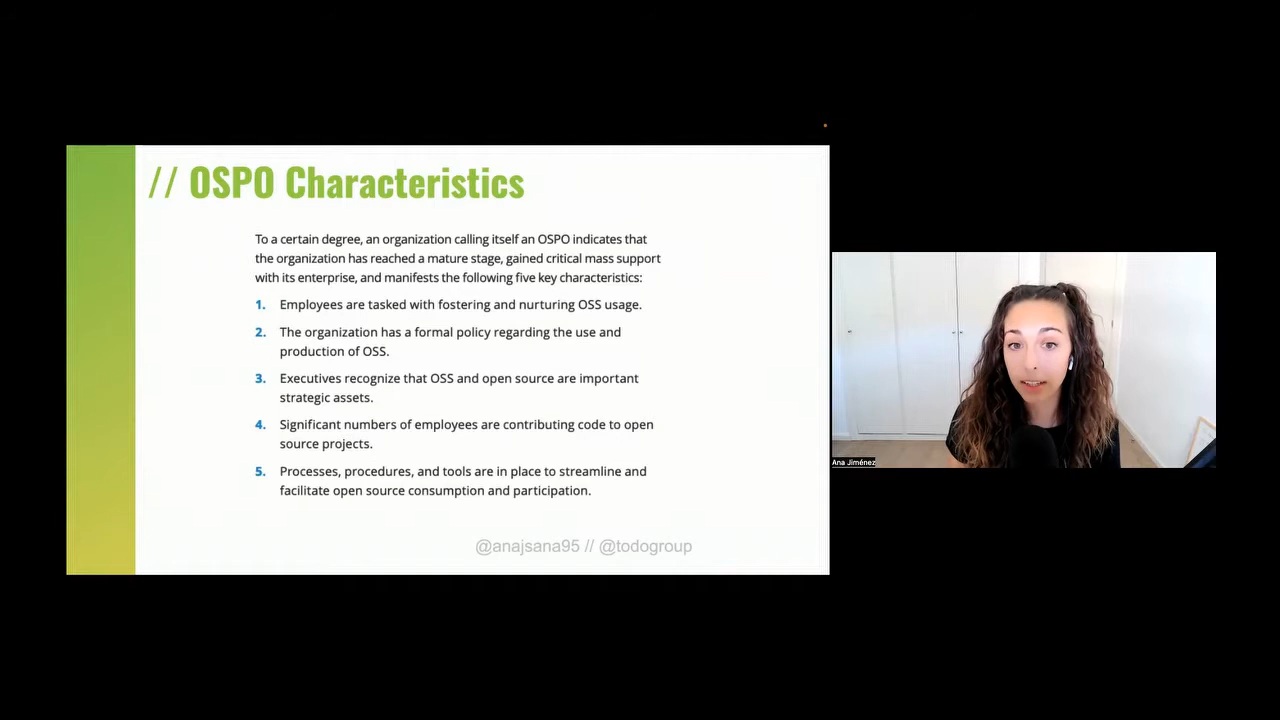 // OSPO Characteristics
To a certain degree, an organization calling itself an OSPO indicates that
the organization has reached a mature stage, gained critical mass support
with its enterprise, and manifests the following five key characteristics:
1. Employees are tasked with fostering and nurturing OSS usage.
2. The organization has a formal policy regarding the use and
production of OSS.
3. Executives recognize that OSS and open source are important
strategic assets.
4. Significant numbers of employees are contributing code to open
source projects.
5. Processes, procedures, and tools are in place to streamline and
facilitate open source consumption and participation.
@anajsana95 // @todogroup
Ana Jiménez